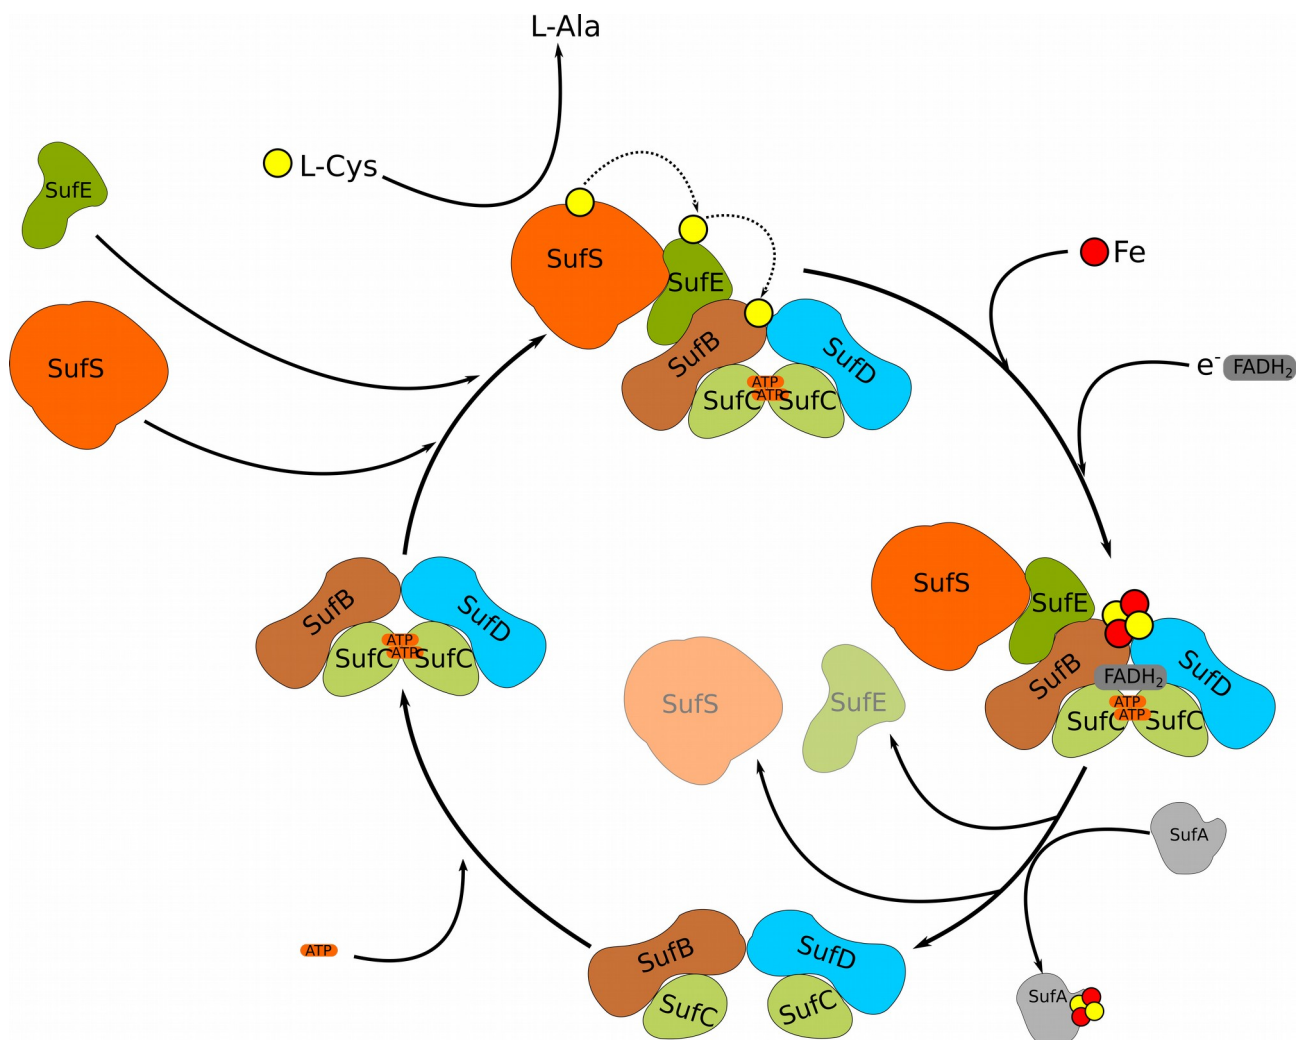 L-Ala
L-Cys
SufE
SufS
SufS
SufE
SufB
SufD
ATP
ATP
SufC
SufC
Fe
e- FADH2
SufS
SufE
SufB
SufD
FADH2
ATP
ATP
SufC
SufC
SufB
SufD
ATP
ATP
SufC
SufC
SufS
SufE
SufA
SufB
SufD
SufC
SufC
ATP
SufA